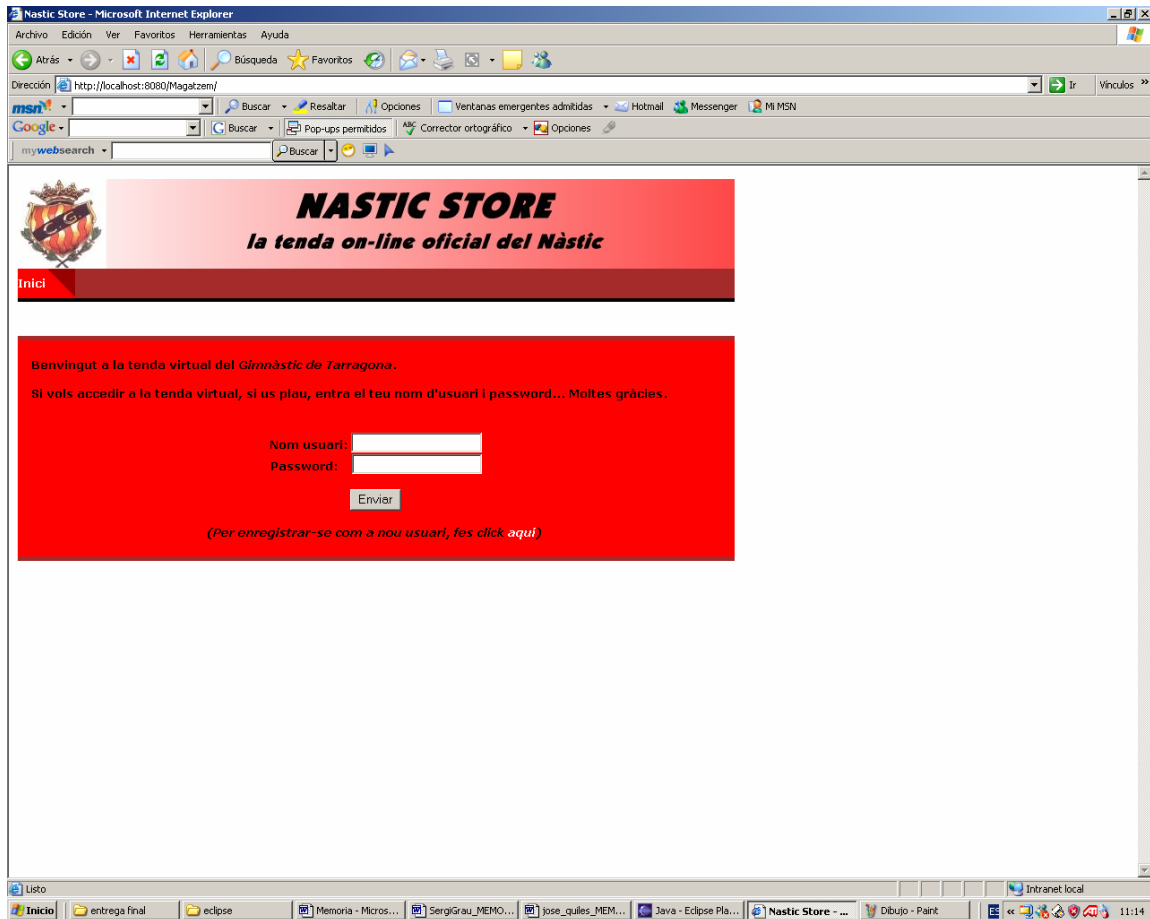 Nastic Store - Microsoft Internet Explorer
Archivo Edición Ver Favoritos Herramientas Ayuda
Atrás Búsqueda Favoritos
Dirección http://localhost:8080/Magatzem/ Ir Vínculos »
msn Buscar Resaltar Opciones Ventanas emergentes admitidas Hotmail Messenger Mi MSN
Google Buscar Pop-ups permitidos ABC Corrector ortográfico Opciones
mywebsearch Buscar
C.G.
NASTIC STORE
la tenda on-line oficial del Nàstic
Inici
Benvingut a la tenda virtual del Gimnàstic de Tarragona.
Si vols accedir a la tenda virtual, si us plau, entra el teu nom d'usuari i password... Moltes gràcies.
Nom usuari:
Password:
Enviar
(Per enregistrar-se com a nou usuari, fes click aquí)
Listo Intranet local
Inicio entrega final eclipse Memoria - Micros... SergiGrau_MEMO... jose_quiles_MEM... Java - Eclipse Pla... Nastic Store - ... Dibujo - Paint ES « 11:14